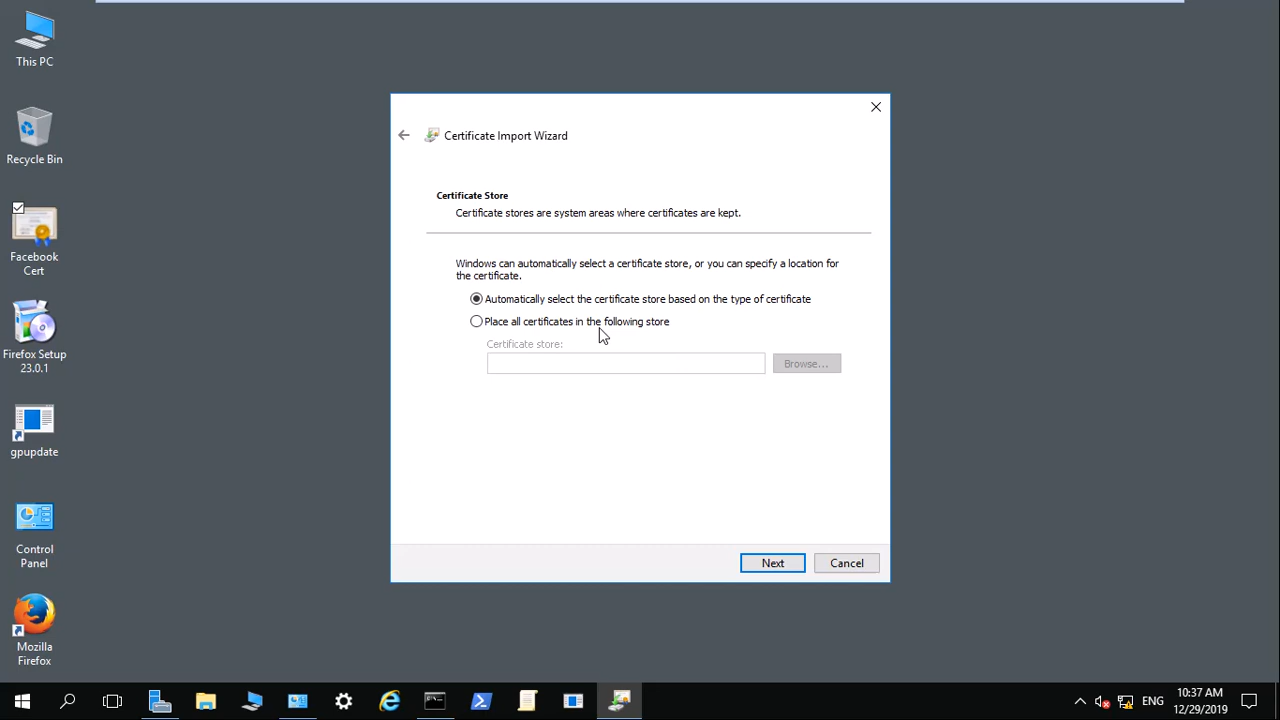 This PC
Recycle Bin
Facebook
Cert
Firefox Setup
23.0.1
gpupdate
Control
Panel
Mozilla
Firefox
Certificate Import Wizard
Certificate Store
Certificate stores are system areas where certificates are kept.
Windows can automatically select a certificate store, or you can specify a location for
the certificate.
Automatically select the certificate store based on the type of certificate
Place all certificates in the following store
Certificate store:
Browse...
Next
Cancel
ENG
10:37 AM
12/29/2019